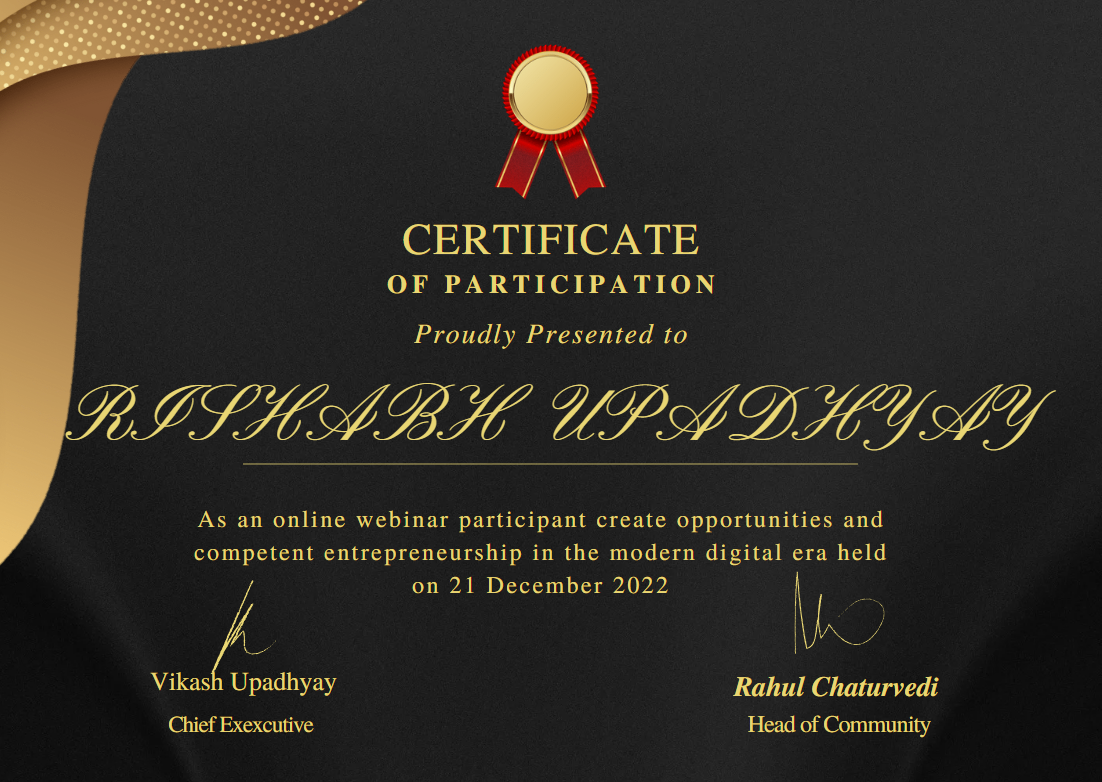 CERTIFICATE
OF PARTICIPATION
Proudly Presented to
RISHABH UPADHYAY
As an online webinar participant create opportunities and
competent entrepreneurship in the modern digital era held
on 21 December 2022
Vikash Upadhyay
Chief Exexcutive
Rahul Chaturvedi
Head of Community